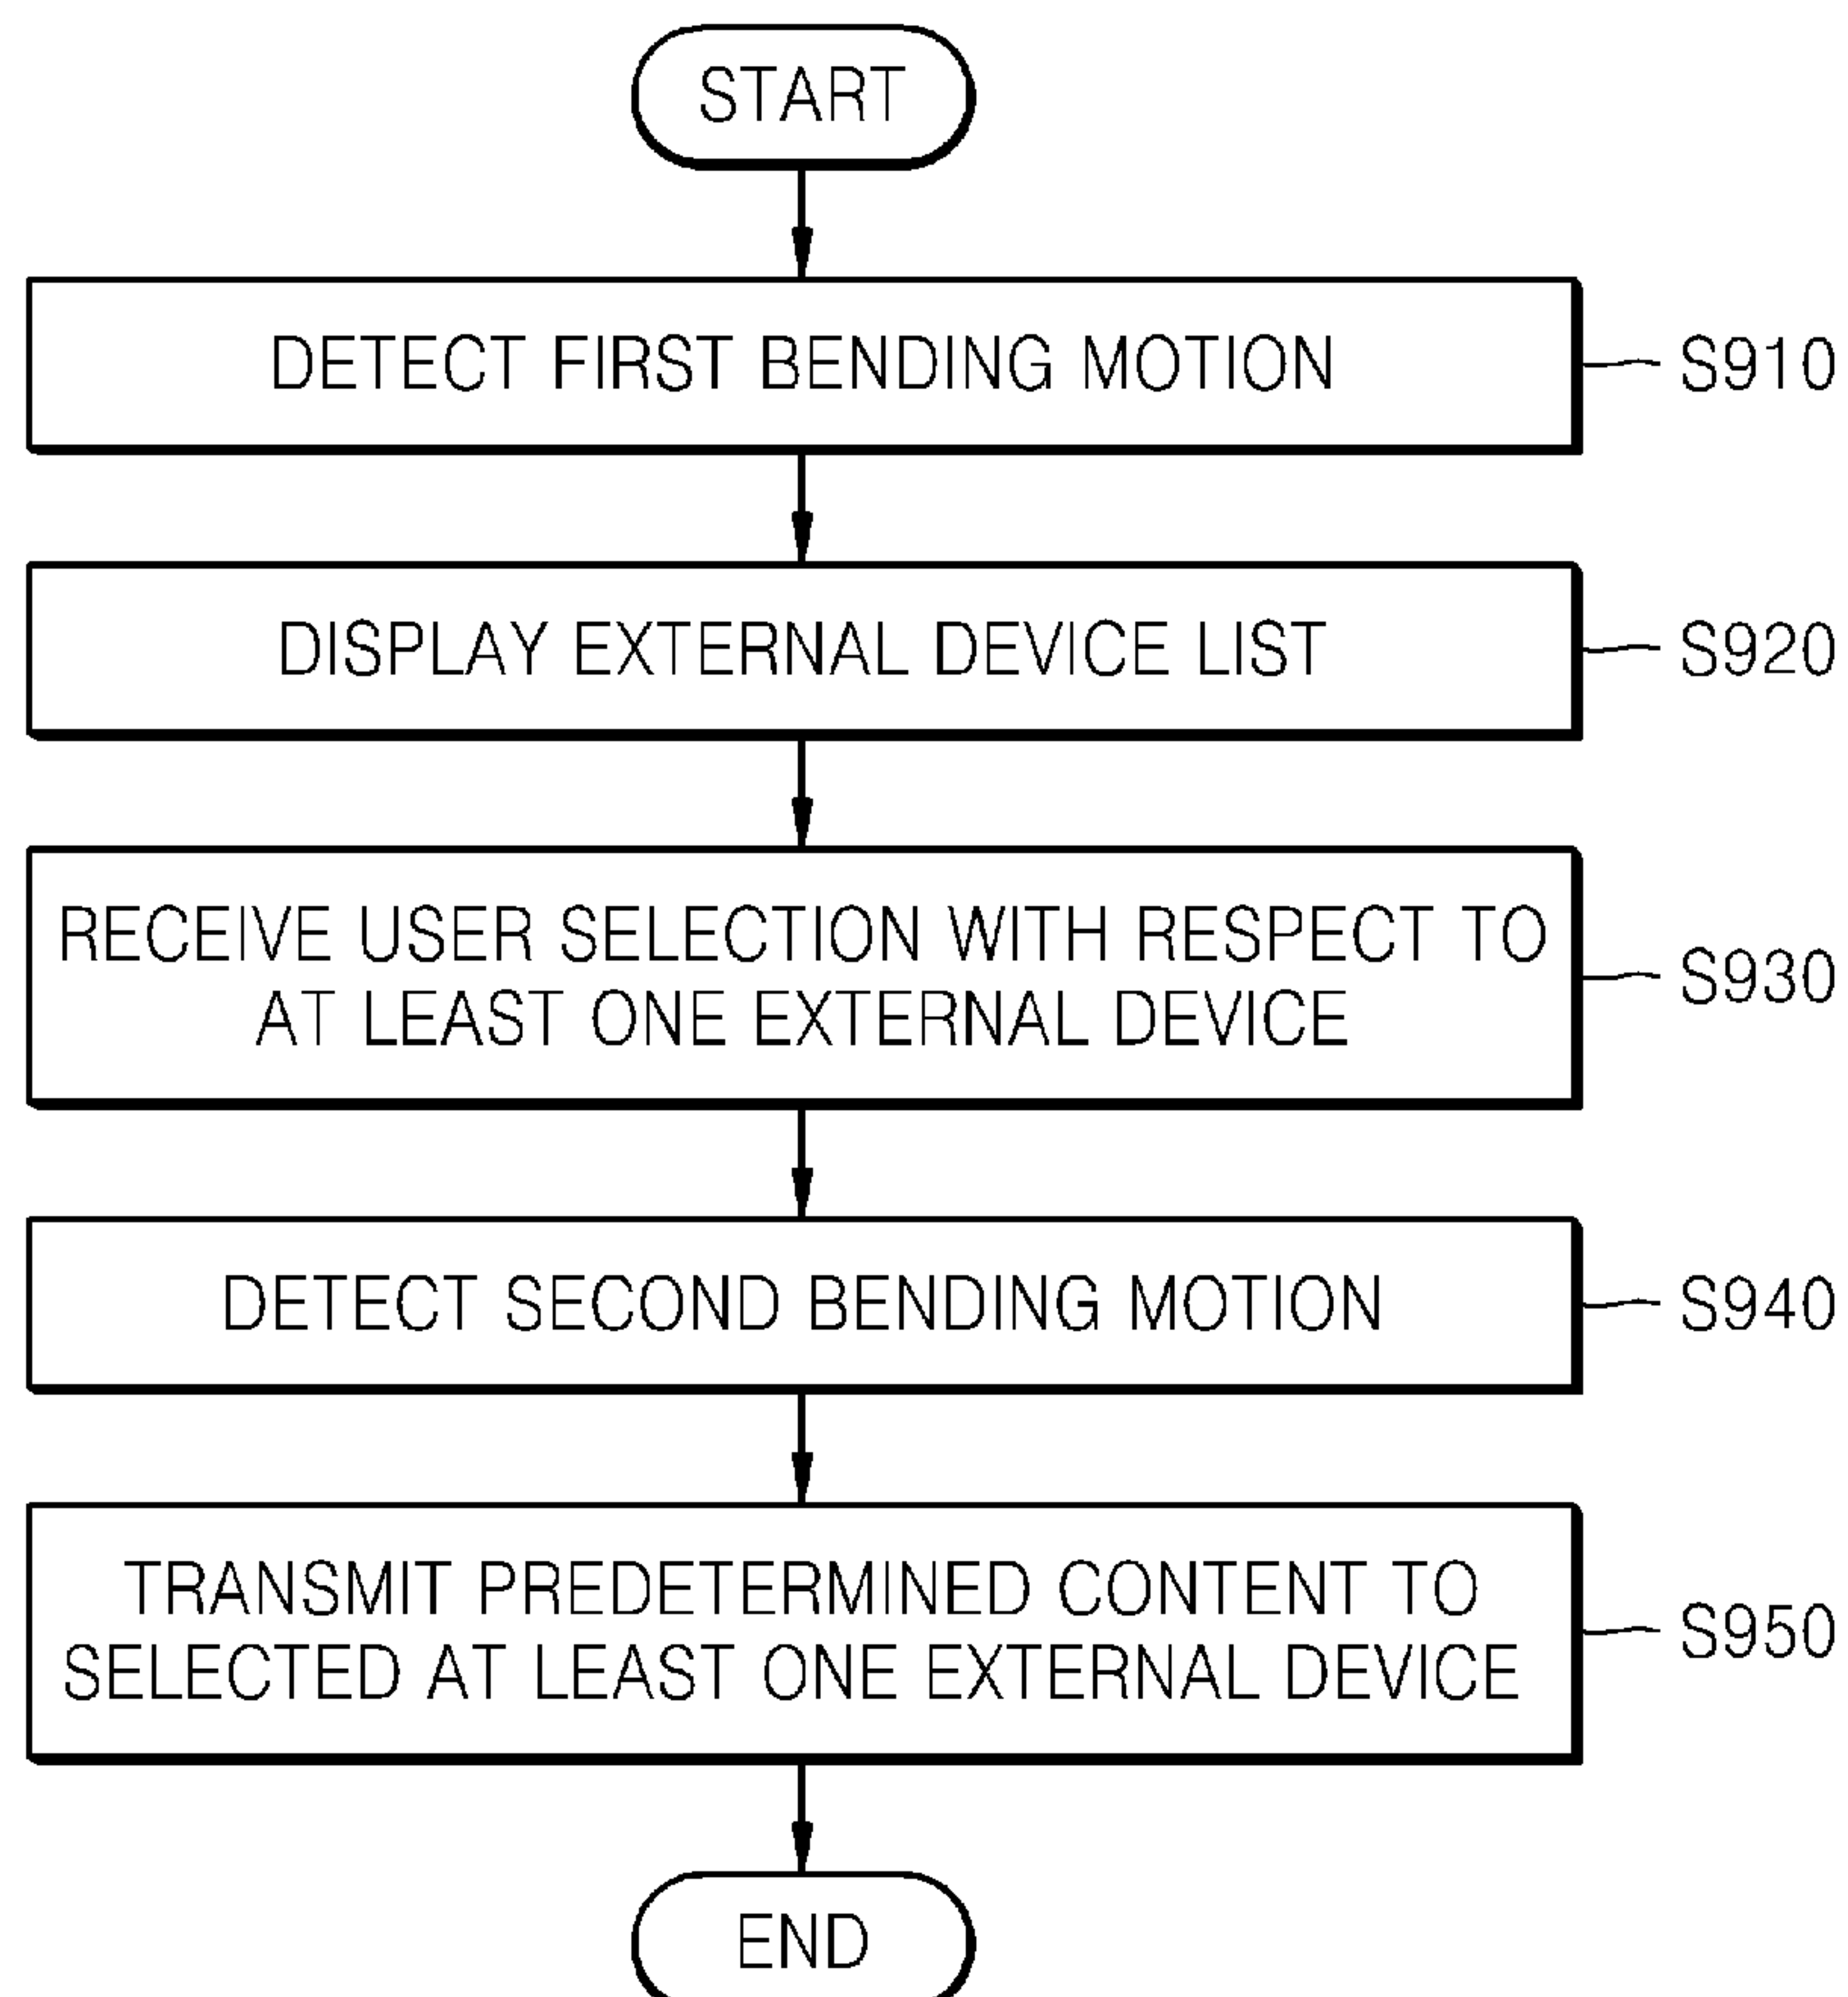 START
DETECT FIRST BENDING MOTION
S910
DISPLAY EXTERNAL DEVICE LIST
S920
RECEIVE USER SELECTION WITH RESPECT TO
AT LEAST ONE EXTERNAL DEVICE
S930
DETECT SECOND BENDING MOTION
S940
TRANSMIT PREDETERMINED CONTENT TO
SELECTED AT LEAST ONE EXTERNAL DEVICE
S950
END